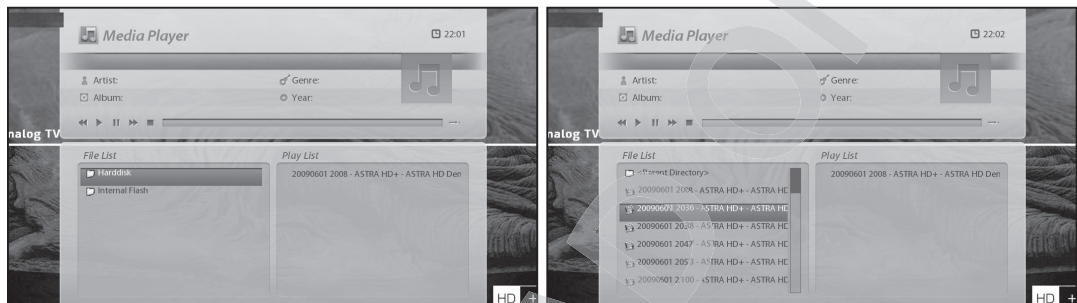 Media Player
22:01
Artist:
Genre:
Album:
Year:
nalog TV
File List
Play List
Harddisk
20090601 2008 - ASTRA HD+ - ASTRA HD Den
Internal Flash
HD +
Media Player
22:02
Artist:
Genre:
Album:
Year:
nalog TV
File List
Play List
<Parent Directory>
20090601 2008 - ASTRA HD+ - ASTRA HD Den
20090601 2008 - ASTRA HD+ - ASTRA HD
20090601 2036 - ASTRA HD+ - ASTRA HD
20090601 2038 - ASTRA HD+ - ASTRA HD
20090601 2047 - ASTRA HD+ - ASTRA HD
20090601 - ASTRA HD+ - ASTRA HD
20090601 2100 - ASTRA HD+ - ASTRA HD
HD +